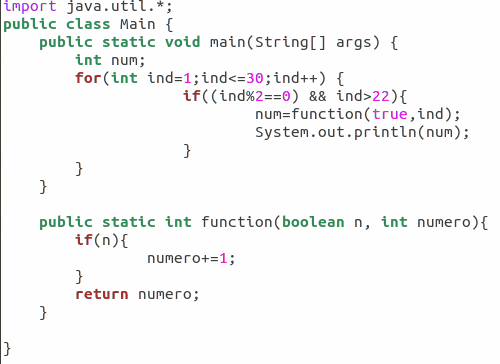 import java.util.*;
public class Main {
    public static void main(String[] args) {
        int num;
        for(int ind=1;ind<=30;ind++) {
                    if((ind%2==0) && ind>22){
                            num=function(true,ind);
                            System.out.println(num);
                    }
        }
    }

    public static int function(boolean n, int numero){
        if(n){
                numero+=1;
        }
        return numero;
    }

}